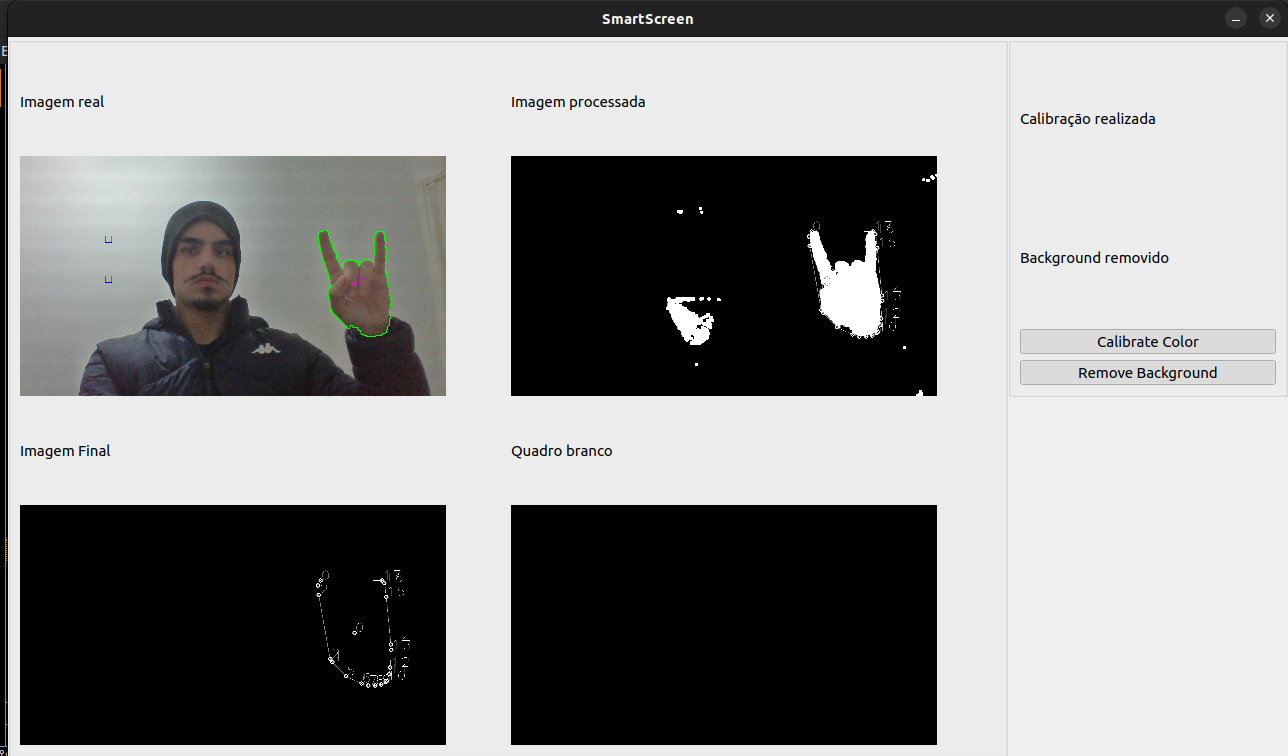 SmartScreen
E
Imagem real
Imagem processada
Calibração realizada
Background removido
Calibrate Color
Remove Background
Imagem Final
Quadro branco